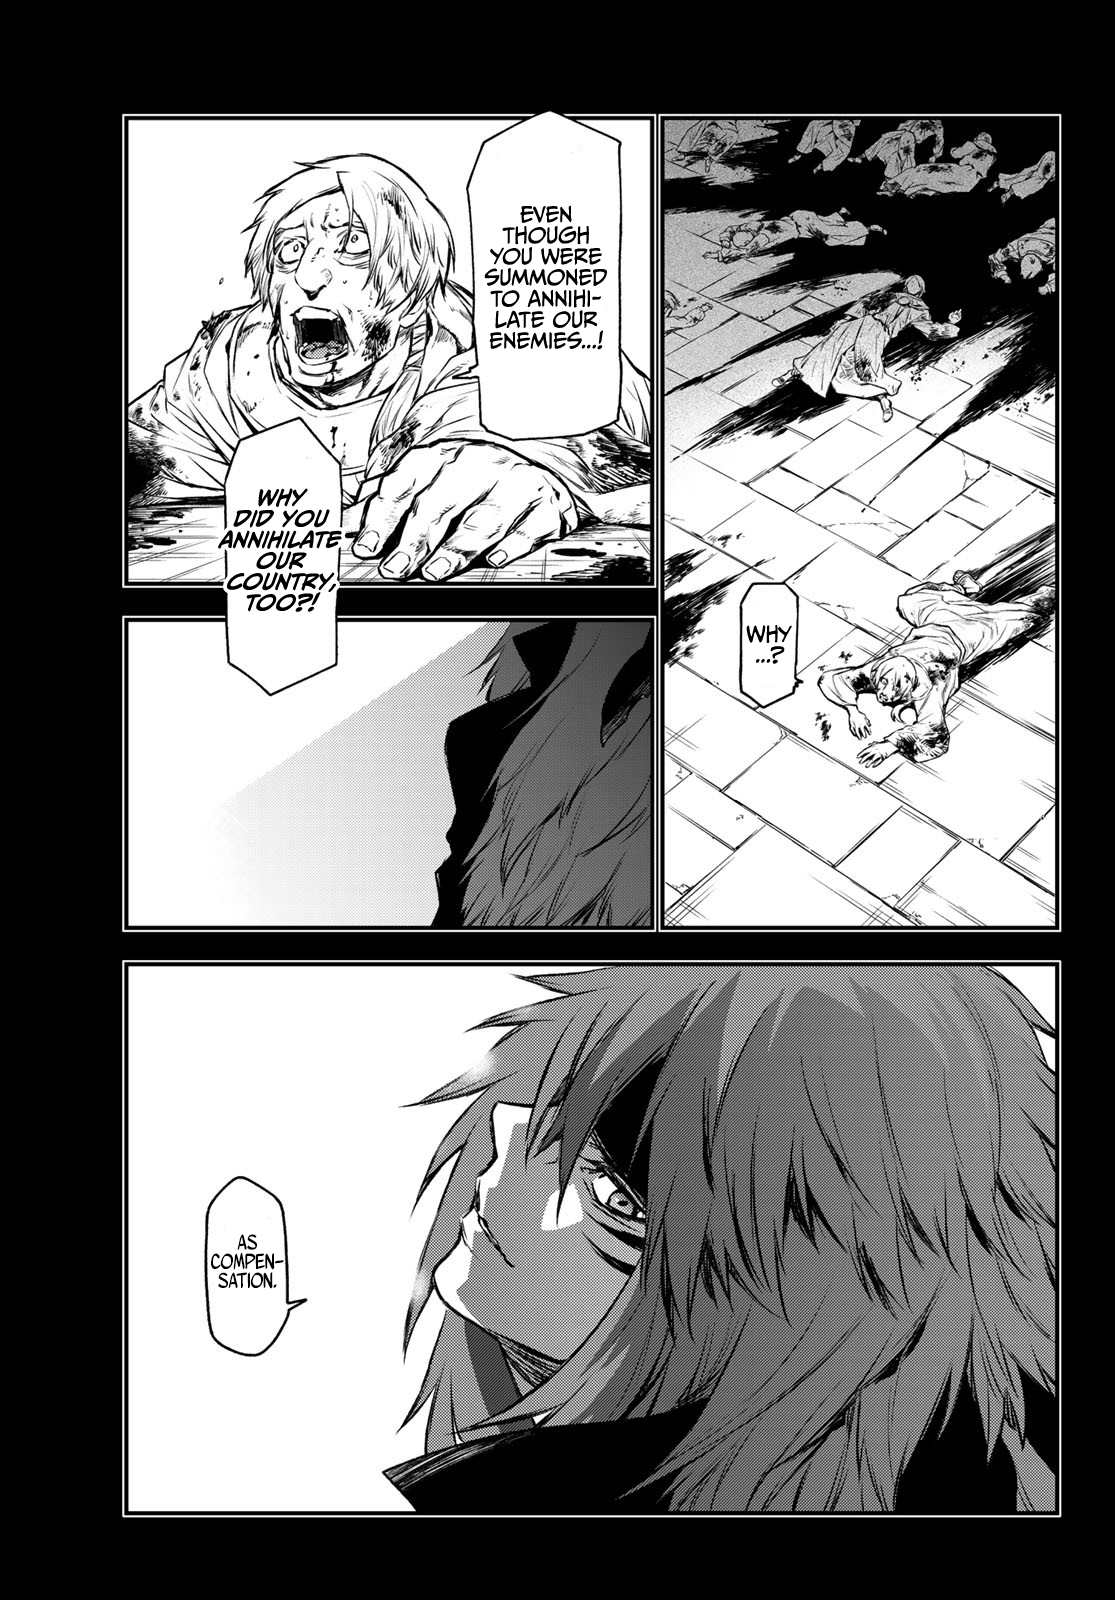 WHY
...?
EVEN
THOUGH
YOU WERE
SUMMONED
TO ANNIHI-
LATE OUR
ENEMIES...!
WHY
DID YOU
ANNIHILATE
OUR
COUNTRY,
TOO?!
AS
COMPEN-
SATION.